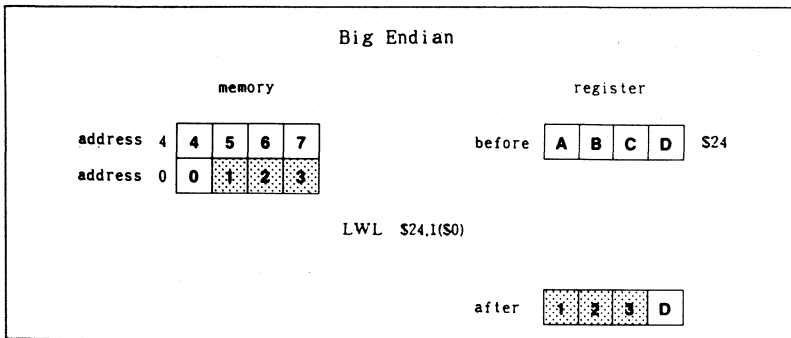 Big Endian
memory register
address 4 4 5 6 7 before A B C D $24
address 0 0 1 2 3
LWL $24,1($0)
after 1 2 3 D